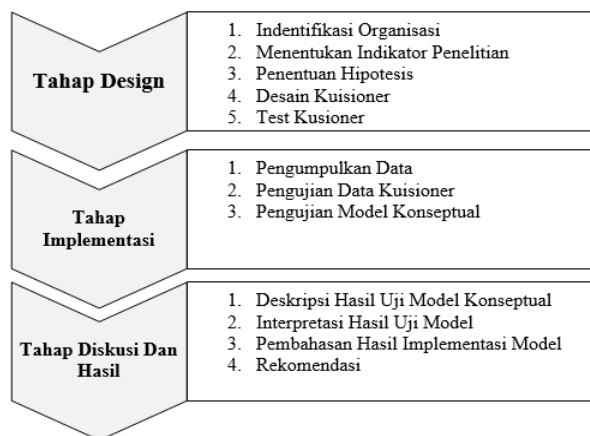 Tahap Design
1. Indentifikasi Organisasi
2. Menentukan Indikator Penelitian
3. Penentuan Hipotesis
4. Desain Kuisioner
5. Test Kusioner
Tahap
Implementasi
1. Pengumpulkan Data
2. Pengujian Data Kuisioner
3. Pengujian Model Konseptual
Tahap Diskusi Dan
Hasil
1. Deskripsi Hasil Uji Model Konseptual
2. Interpretasi Hasil Uji Model
3. Pembahasan Hasil Implementasi Model
4. Rekomendasi